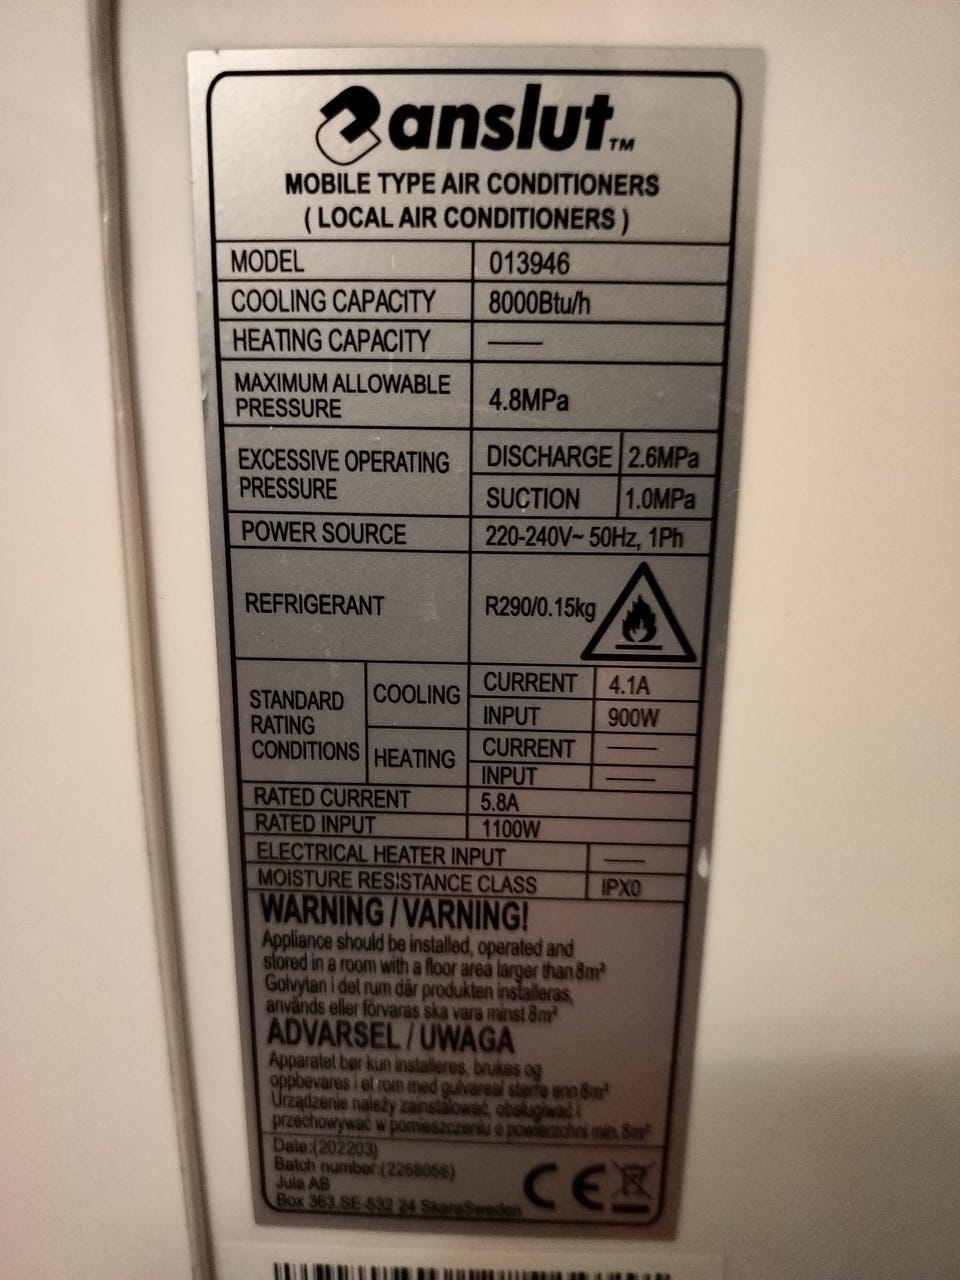 anslut™
MOBILE TYPE AIR CONDITIONERS
( LOCAL AIR CONDITIONERS )
MODEL 013946
COOLING CAPACITY 8000Btu/h
HEATING CAPACITY ——
MAXIMUM ALLOWABLE
PRESSURE 4.8MPa
EXCESSIVE OPERATING
PRESSURE
DISCHARGE 2.6MPa
SUCTION 1.0MPa
POWER SOURCE 220-240V~ 50Hz, 1Ph
REFRIGERANT R290/0.15kg
STANDARD
RATING
CONDITIONS
COOLING
CURRENT 4.1A
INPUT 900W
HEATING
CURRENT ——
INPUT ——
RATED CURRENT 5.8A
RATED INPUT 1100W
ELECTRICAL HEATER INPUT ——
MOISTURE RESISTANCE CLASS IPX0
WARNING / VARNING!
Appliance should be installed, operated and
stored in a room with a floor area larger than 8m²
Golvytan i det rum där produkten installeras,
används eller förvaras ska vara minst 8m²
ADVARSEL / UWAGA
Apparatet bør kun installeres, brukes og
oppbevares i et rom med gulvareal større enn 8m²
Urządzenie należy zainstalować, obsługiwać i
przechowywać w pomieszczeniu o powierzchni min. 8m²
Date:(202203)
Batch number:(2258056)
Jula AB
Box 363,SE-532 24 SkaraSweden
CE